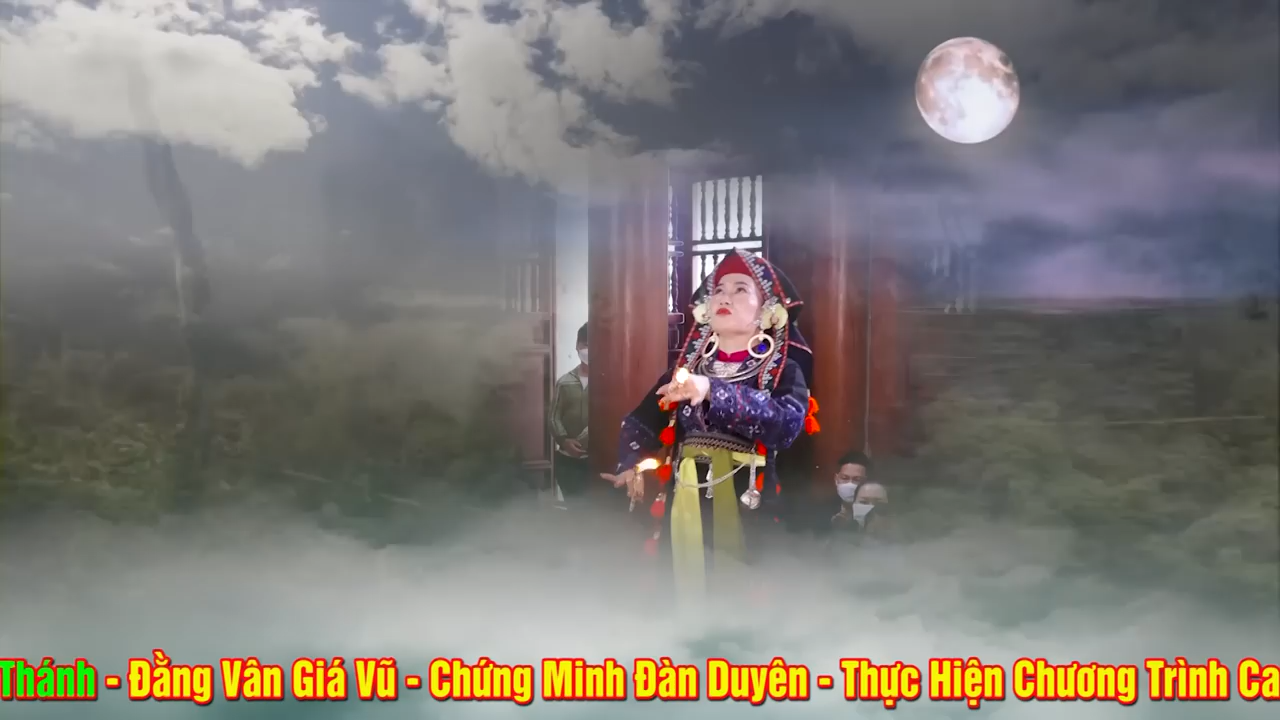 Thánh - Đằng Vân Giá Vũ - Chứng Minh Đàn Duyên - Thực Hiện Chương Trình Ca